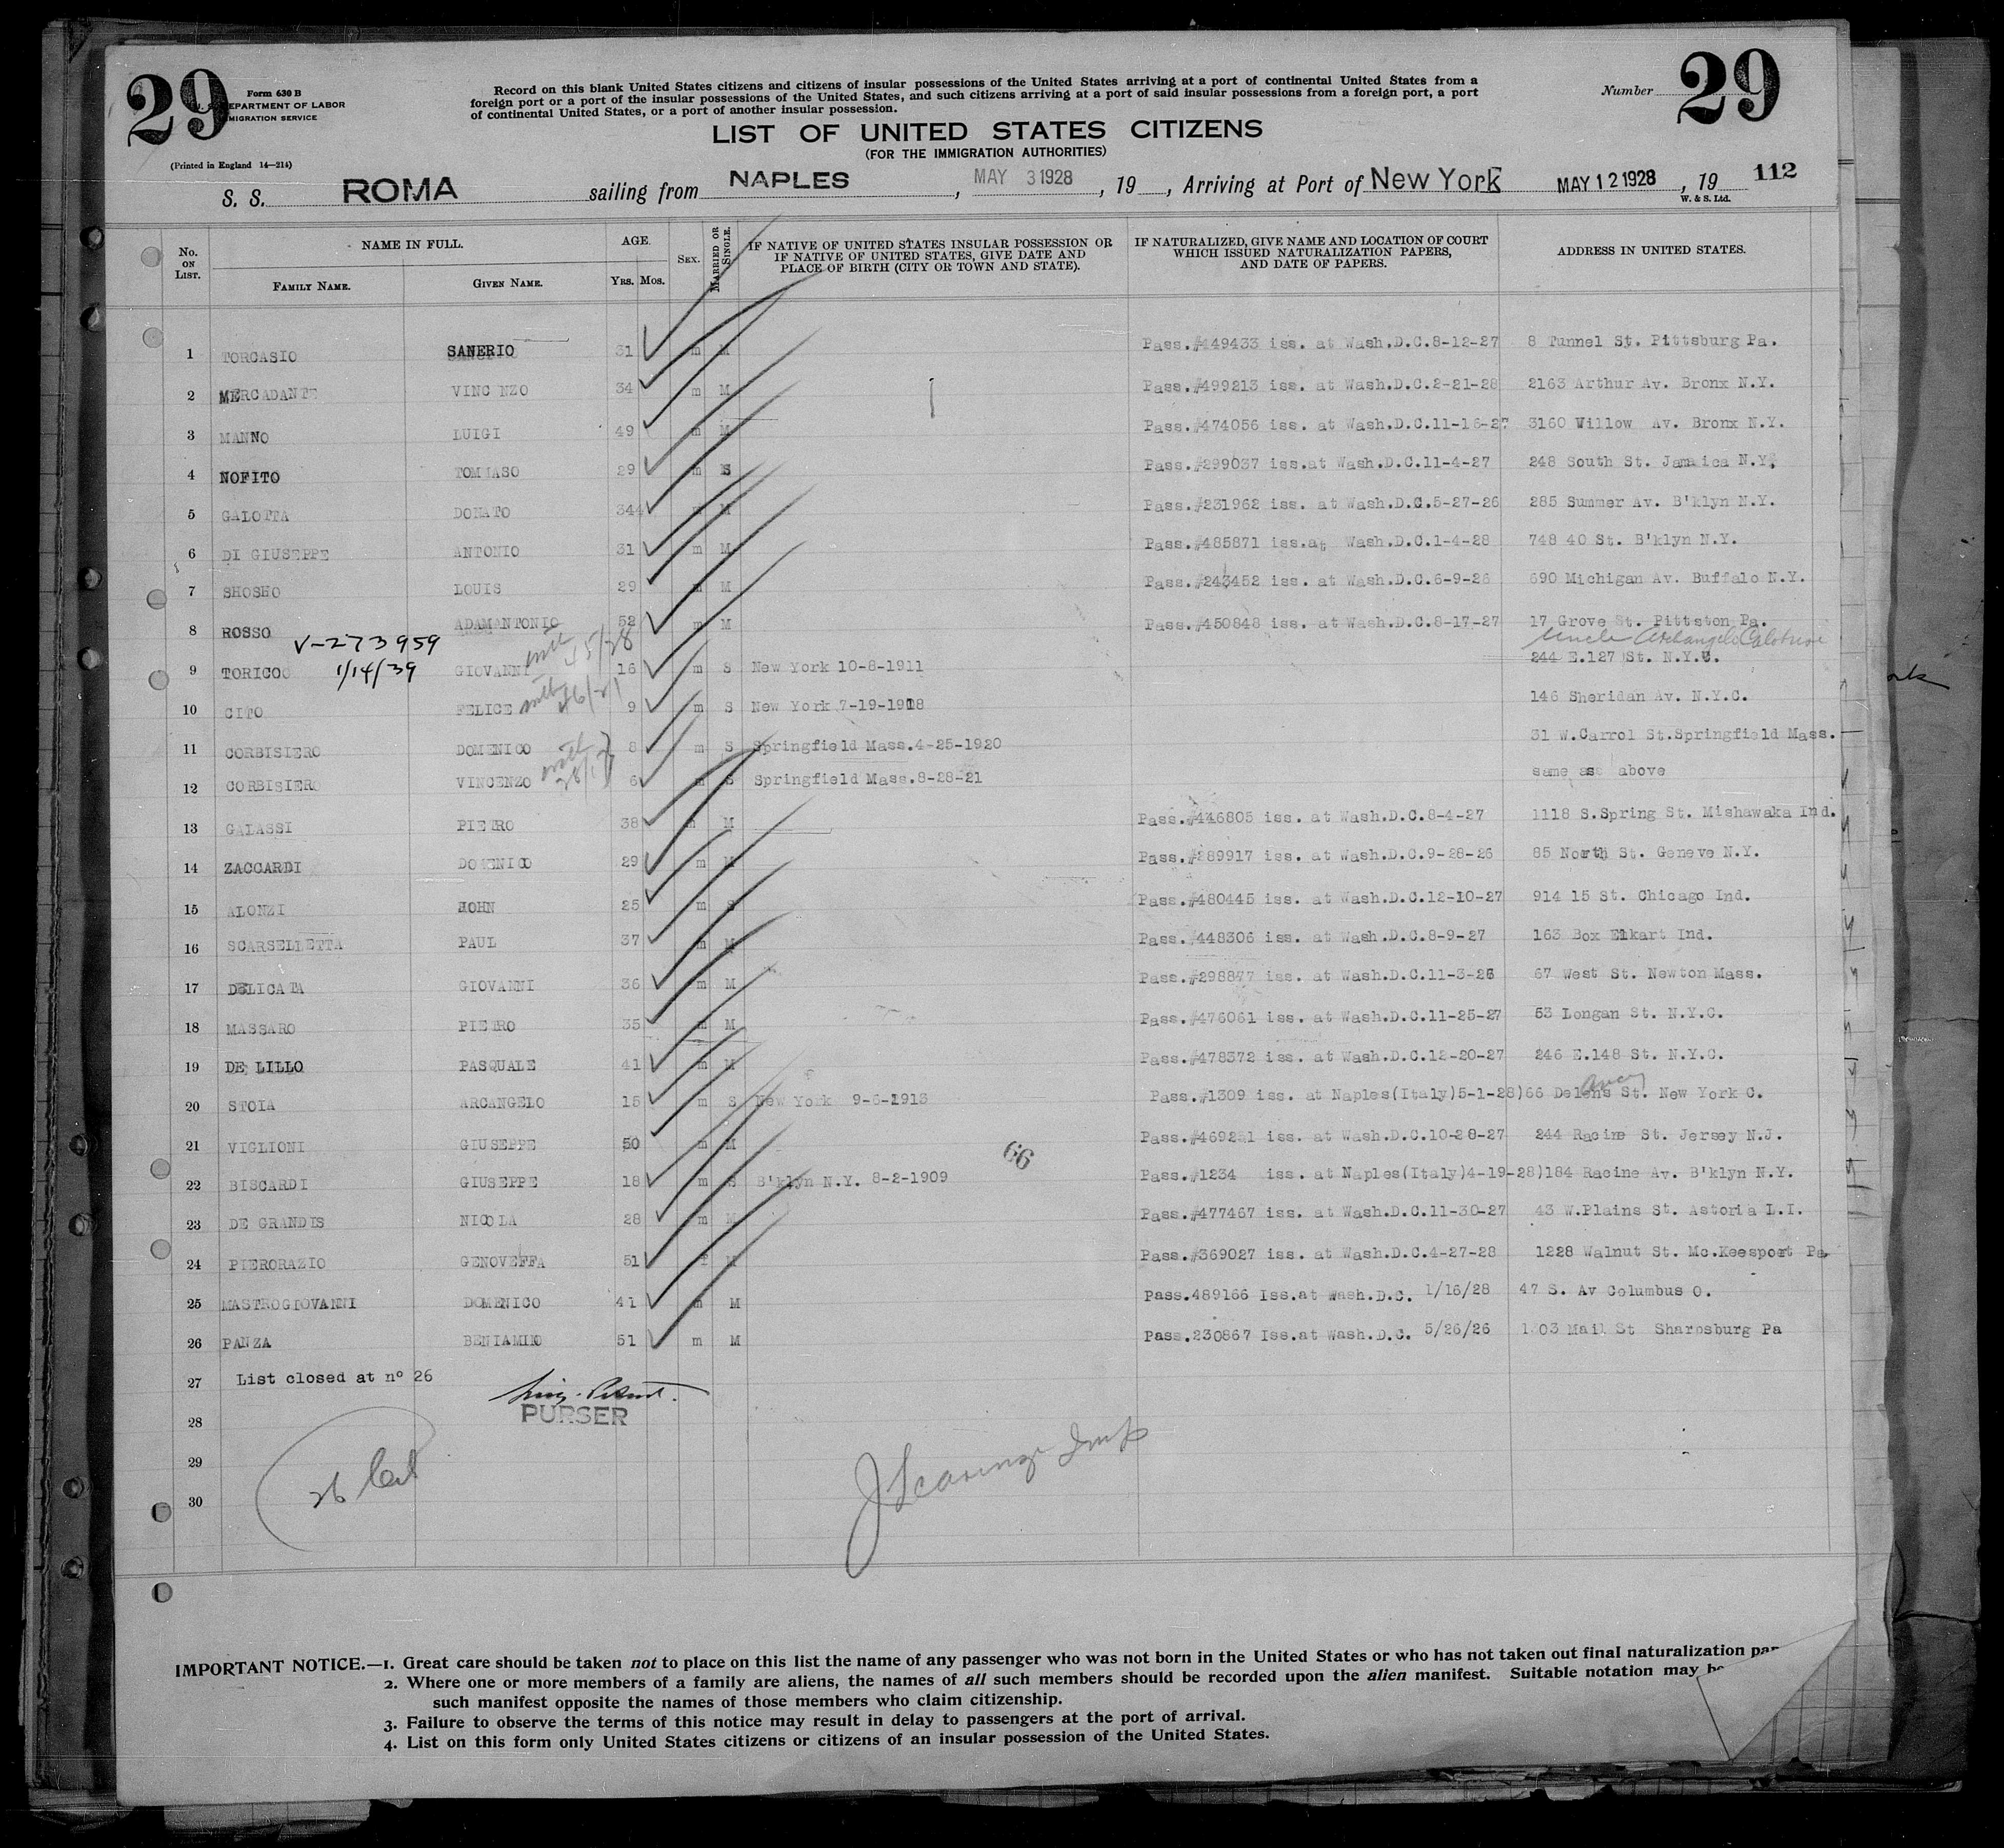 29
Form 630 B
U. S. DEPARTMENT OF LABOR
IMMIGRATION SERVICE
(Printed in England 14—214)
Record on this blank United States citizens and citizens of insular possessions of the United States arriving at a port of continental United States from a
foreign port or a port of the insular possessions of the United States, and such citizens arriving at a port of said insular possessions from a foreign port, a port
of continental United States, or a port of another insular possession.
Number 29
LIST OF UNITED STATES CITIZENS
(FOR THE IMMIGRATION AUTHORITIES)
S. S. ROMA sailing from NAPLES, MAY 3 1928, 19 , Arriving at Port of New York MAY 12 1928, 19 112
W. & S. Ltd.
No. ON LIST. NAME IN FULL. FAMILY NAME. GIVEN NAME. AGE. YRS. MOS. SEX. MARRIED OR SINGLE. IF NATIVE OF UNITED STATES INSULAR POSSESSION OR IF NATIVE OF UNITED STATES, GIVE DATE AND PLACE OF BIRTH (CITY OR TOWN AND STATE). IF NATURALIZED, GIVE NAME AND LOCATION OF COURT WHICH ISSUED NATURALIZATION PAPERS, AND DATE OF PAPERS. ADDRESS IN UNITED STATES.
1 TORCASIO SANERIO 31 m M Pass.#449433 iss. at Wash.D.C.8-12-27 8 Tunnel St. Pittsburg Pa.
2 MERCADANTE VINC NZO 34 m M Pass.#499213 iss. at Wash.D.C.2-21-28 2163 Arthur Av. Bronx N.Y.
3 MANNO LUIGI 49 m M Pass.#474056 iss. at Wash.D.C.11-16-27 3160 Willow Av. Bronx N.Y.
4 NOFITO TOMMASO 29 m S Pass.#299037 iss.at Wash.D.C.11-4-27 248 South St. Jamaica N.Y.
5 GALOTTA DONATO 34 m M Pass.#231962 iss. at Wash.D.C.5-27-26 285 Summer Av. B'klyn N.Y.
6 DI GIUSEPPE ANTONIO 31 m M Pass.#485871 iss.at Wash.D.C.1-4-28 748 40 St. B'klyn N.Y.
7 SHOSHO LOUIS 29 m M Pass.#243452 iss. at Wash.D.C.6-9-26 690 Michigan Av. Buffalo N.Y.
8 ROSSO ADAMANTONIO 52 m M Pass.#450848 iss. at Wash.D.C.8-17-27 17 Grove St. Pittston Pa.
V-273959 with 45/28 Uncle
9 TORICO 1/14/39 GIOVANNI 16 m S New York 10-8-1911 244 E.127 St. N.Y.C.
10 CITO FELICE with 9 m S New York 7-19-1918 146 Sheridan Av. N.Y.C.
11 CORBISIERO DOMENICO with 8 m S Springfield Mass.4-25-1920 31 W.Carrol St.Springfield Mass.
12 CORBISIERO VINCENZO 6 m S Springfield Mass.8-28-21 same as above
13 GALASSI PIETRO 38 m M Pass.#446805 iss. at Wash.D.C.8-4-27 1118 S.Spring St. Mishawaka Ind.
14 ZACCARDI DOMENICO 29 m M Pass.#289917 iss. at Wash.D.C.9-28-26 85 North St. Geneve N.Y.
15 ALONZI JOHN 25 m S Pass.#480445 iss. at Wash.D.C.12-10-27 914 15 St. Chicago Ind.
16 SCARSELLETTA PAUL 37 m M Pass.#448306 iss. at Wash.D.C.8-9-27 163 Box Elkart Ind.
17 DELICATA GIOVANNI 36 m M Pass.#298847 iss. at Wash.D.C.11-3-26 67 West St. Newton Mass.
18 MASSARO PIETRO 35 m M Pass.#476061 iss. at Wash.D.C.11-25-27 53 Longan St. N.Y.C.
19 DE LILLO PASQUALE 41 m M Pass.#478372 iss. at Wash.D.C.12-20-27 246 E.148 St. N.Y.C.
20 STOIA ARCANGELO 15 m S New York 9-6-1913 Pass.#1309 iss. at Naples(Italy)5-1-28)66 Delens St. New York C.
ancy
21 VIGLIONI GIUSEPPE 50 m M Pass.#469251 iss. at Wash.D.C.10-28-27 244 Racine St. Jersey N.J.
66
22 BISCARDI GIUSEPPE 18 m S B'klyn N.Y. 8-2-1909 Pass.#1234 iss. at Naples(Italy)4-19-28)184 Racine Av. B'klyn N.Y.
23 DE GRANDIS NICOLA 28 m M Pass.#477467 iss. at Wash.D.C.11-30-27 43 W.Plains St. Astoria L.I.
24 PIERORAZIO GENOVEFFA 51 f M Pass.#369027 iss. at Wash.D.C.4-27-28 1228 Walnut St. Mc.Keesport Pa.
25 MASTROGIOVANNI DOMENICO 41 m M Pass.489166 Iss.at Wash.D.C. 1/16/28 47 S. Av Columbus O.
26 PANZA BENIAMINO 51 m M Pass.230867 Iss.at Wash.D.C. 5/26/26 1303 Mail St Sharpsburg Pa
27 List closed at nº 26
PURSER
28
29
26
30
IMPORTANT NOTICE.—1. Great care should be taken not to place on this list the name of any passenger who was not born in the United States or who has not taken out final naturalization
2. Where one or more members of a family are aliens, the names of all such members should be recorded upon the alien manifest. Suitable notation may be
such manifest opposite the names of those members who claim citizenship.
3. Failure to observe the terms of this notice may result in delay to passengers at the port of arrival.
4. List on this form only United States citizens or citizens of an insular possession of the United States.